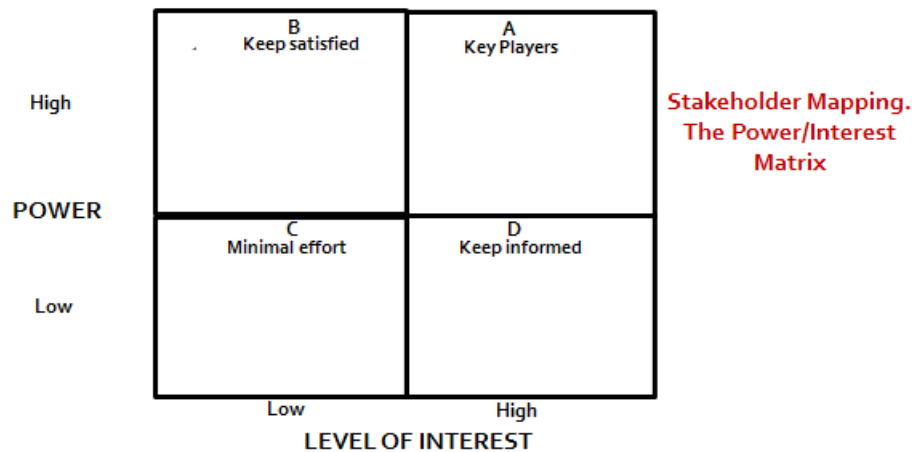 B
Keep satisfied
A
Key Players
High
Stakeholder Mapping.
The Power/Interest
Matrix
POWER
C
Minimal effort
D
Keep informed
Low
Low
High
LEVEL OF INTEREST